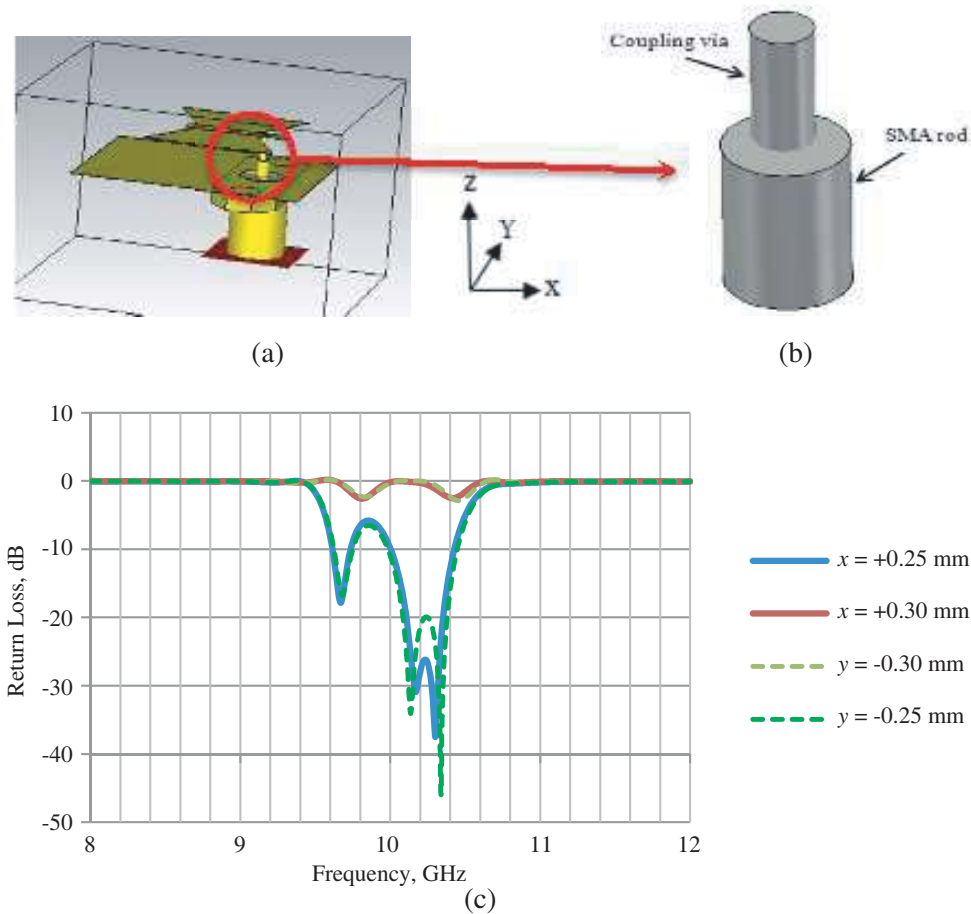 Coupling via
SMA rod
Z
Y
X
(a)
(b)
10
0
-10
-20
-30
-40
-50
Return Loss, dB
8
9
10
11
12
Frequency, GHz
x = +0.25 mm
x = +0.30 mm
y = -0.30 mm
y = -0.25 mm
(c)